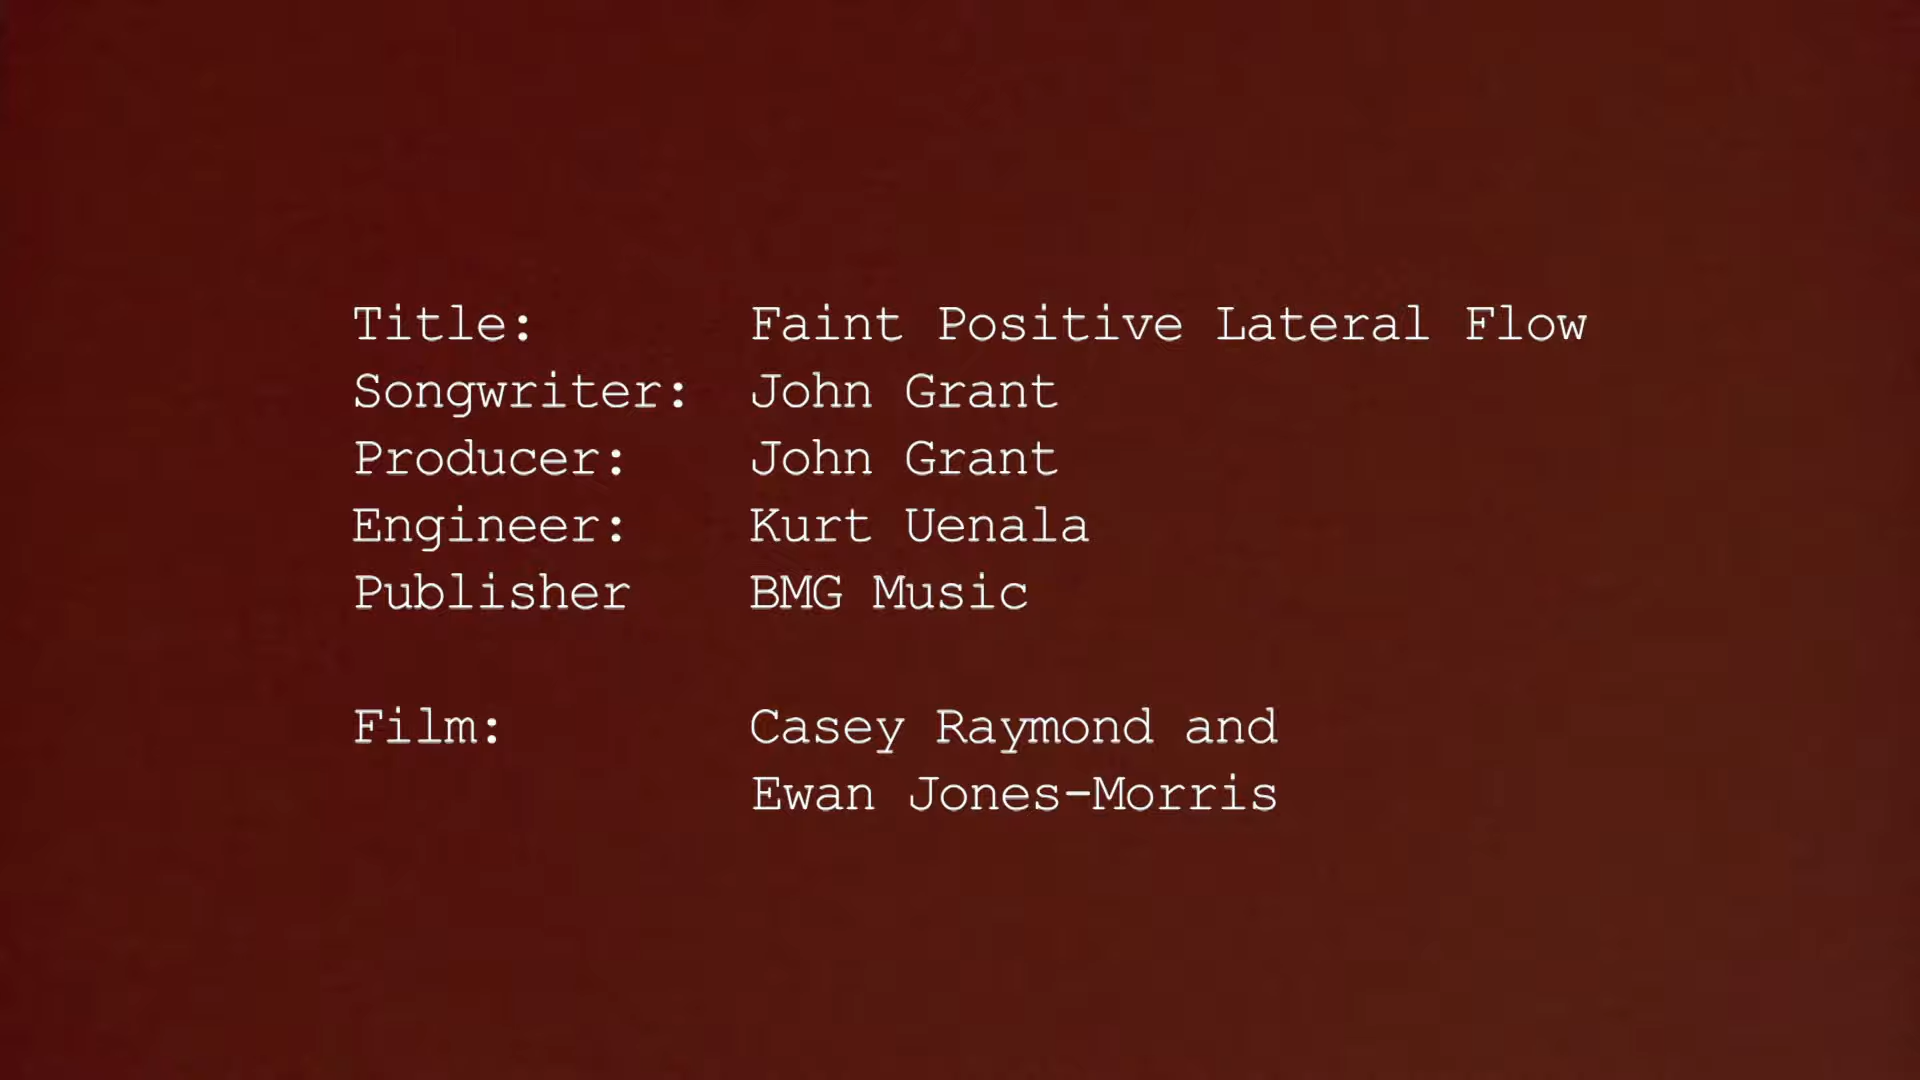 Title: Faint Positive Lateral Flow
Songwriter: John Grant
Producer: John Grant
Engineer: Kurt Uenala
Publisher BMG Music
Film: Casey Raymond and
Ewan Jones-Morris